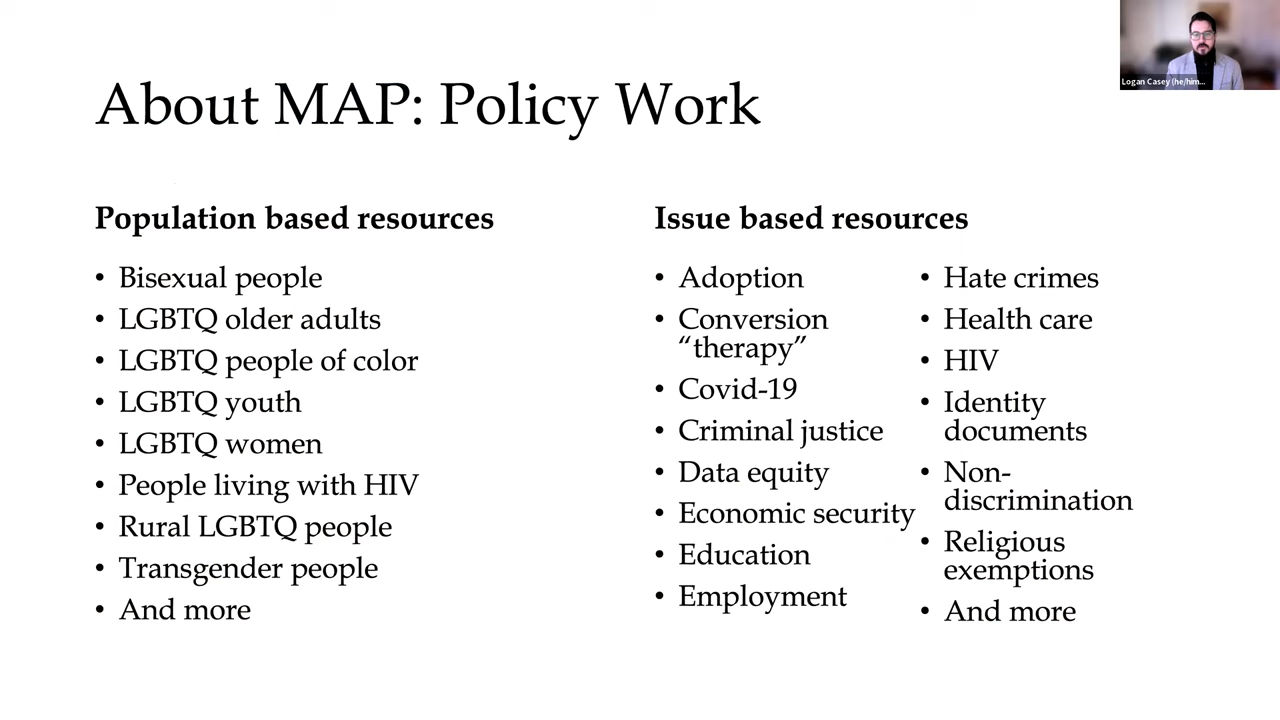 About MAP: Policy Work
Logan Casey (he/him...
Population based resources
• Bisexual people
• LGBTQ older adults
• LGBTQ people of color
• LGBTQ youth
• LGBTQ women
• People living with HIV
• Rural LGBTQ people
• Transgender people
• And more
Issue based resources
• Adoption
• Conversion
“therapy”
• Covid-19
• Criminal justice
• Data equity
• Economic security
• Education
• Employment
• Hate crimes
• Health care
• HIV
• Identity
documents
• Non-
discrimination
• Religious
exemptions
• And more